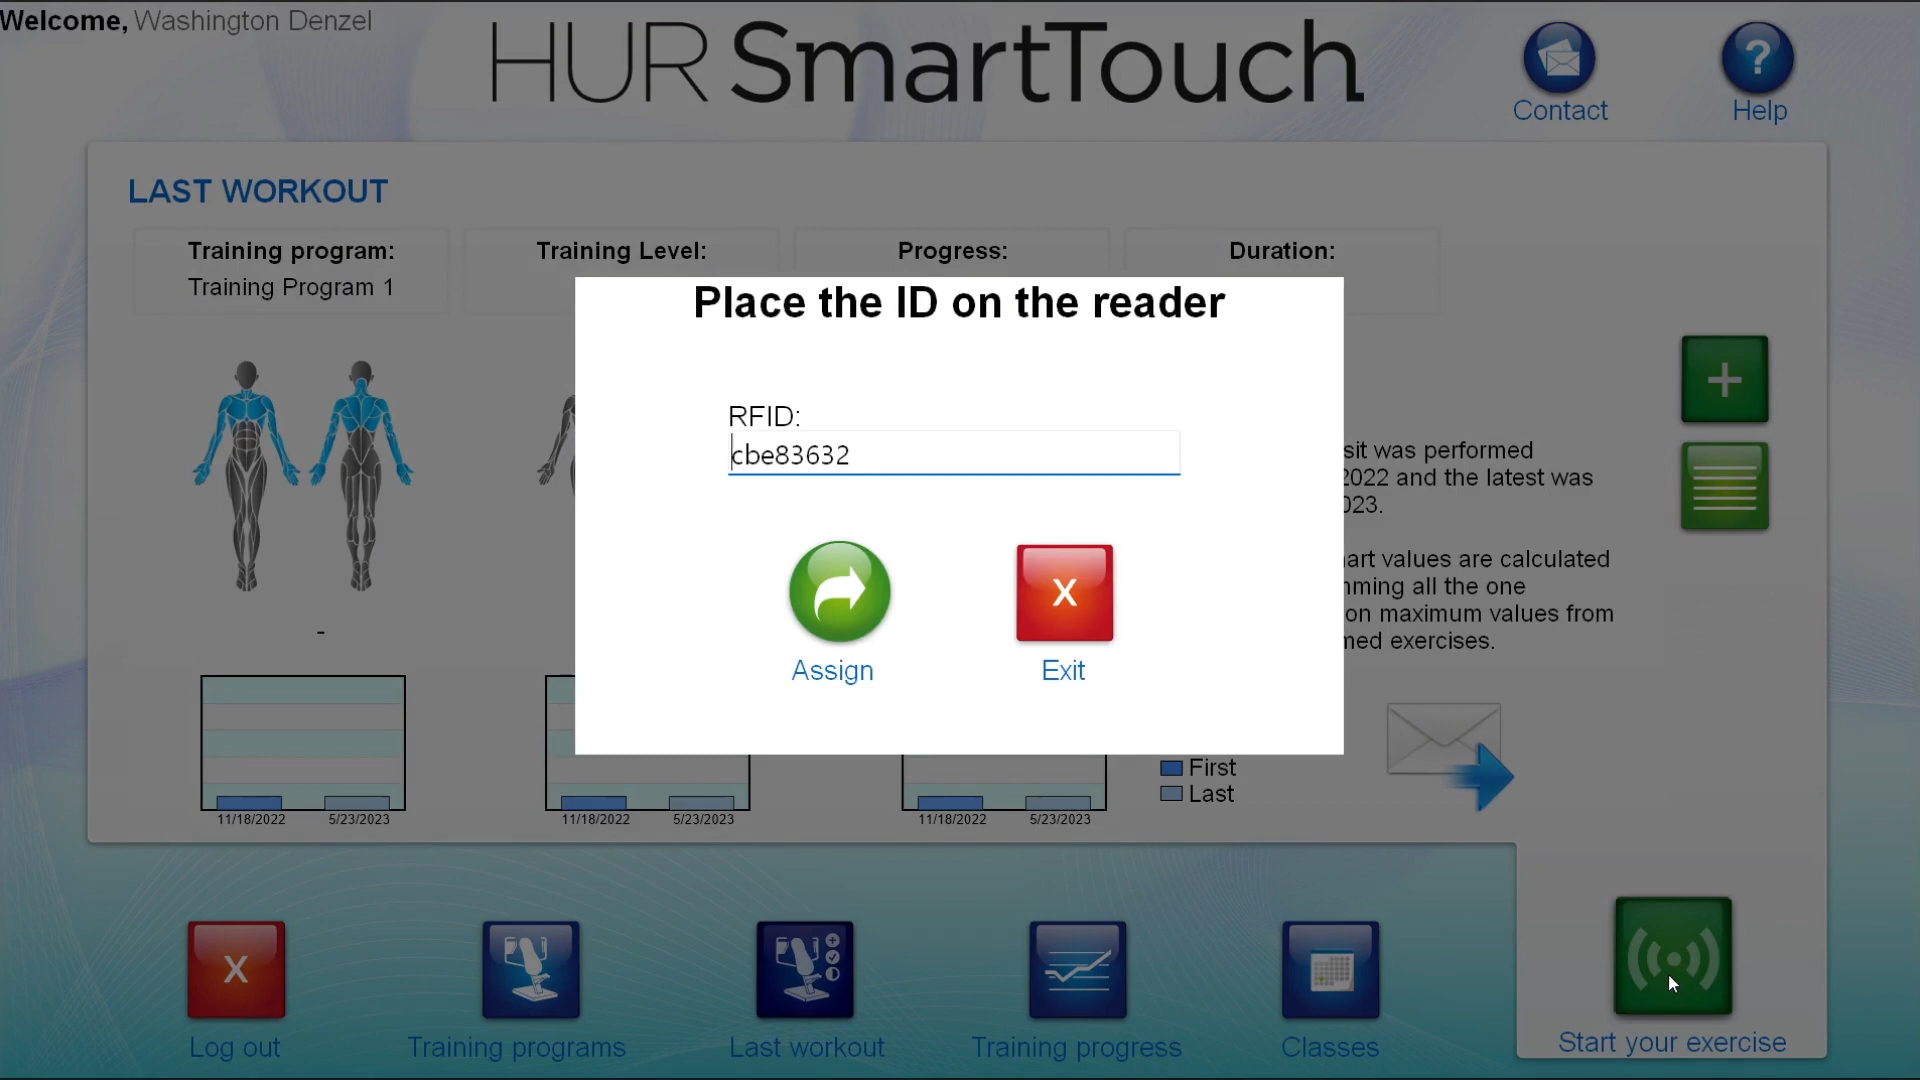 Welcome, Washington Denzel
HUR SmartTouch
Contact
Help
LAST WORKOUT
Training program:
Training Program 1
Training Level:
Progress:
Duration:
Place the ID on the reader
RFID:
cbe83632
X
Assign
Exit
sit was performed
2022 and the latest was
023.
art values are calculated
ming all the one
on maximum values from
med exercises.
-
11/18/2022 5/23/2023
11/18/2022 5/23/2023
11/18/2022 5/23/2023
First
Last
X
Log out
Training programs
Last workout
Training progress
Classes
Start your exercise